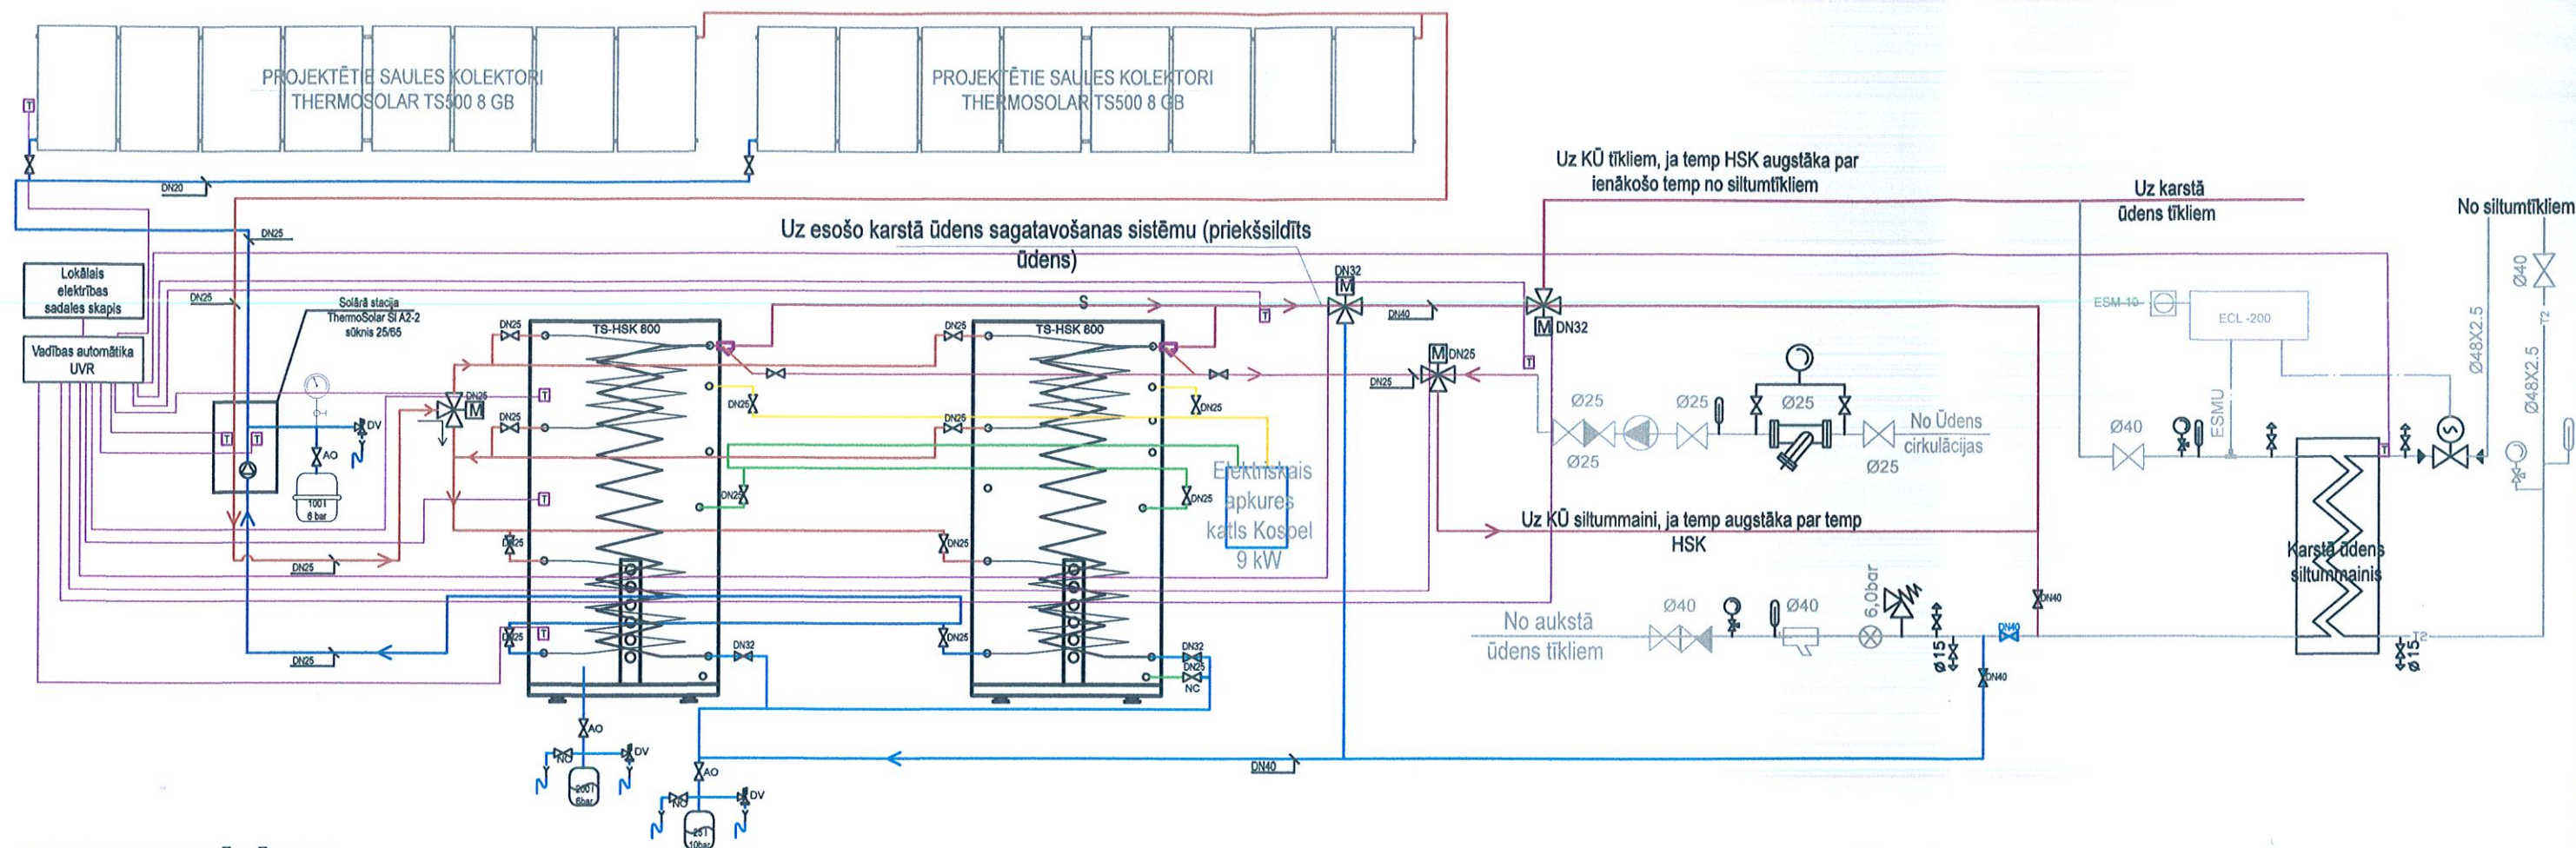 PROJEKTĒTIE SAULES KOLEKTORI
THERMOSOLAR TS500 8 GB
PROJEKTĒTIE SAULES KOLEKTORI
THERMOSOLAR TS500 8 GB
T
DN20
DN25
Uz KŪ tīkliem, ja temp HSK augstāka par
ienākošo temp no siltumtīkliem
Uz karstā
ūdens tīkliem
No siltumtīkliem
Uz esošo karstā ūdens sagatavošanas sistēmu (priekšsildīts
ūdens)
Lokālais
elektrības
sadales skapis
Vadības automātika
UVR
DN25
Solārā stacija
ThermoSolar SI A2-2
sūknis 25/65
DN25
TS-HSK 800
DN25
TS-HSK 800
S
DN32
M
T
DN40
M
DN32
T
M
DN25
DN25
ESM-10
ECL -200
ESMU
Ø40
T2
Ø48X2.5
Ø48X2.5
DN25
M
T
DN25
DN25
DN25
DN25
T
T
DV
AO
100 l
6 bar
T
DN25
DN25
Elektriskais
apkures
katls Kospel
9 kW
Ø25
Ø25
Ø25
Ø25
Ø25
No Ūdens
cirkulācijas
Ø40
S
T
Uz KŪ siltummaini, ja temp augstāka par temp
HSK
Karstā ūdens
siltummainis
DN25
DN25
DN25
DN25
T
DN25
DN25
DN32
DN32
DN25
NC
No aukstā
ūdens tīkliem
Ø40
Ø40
6,0bar
Ø15
DN40
DN40
DN40
T2
Ø15
AO
NO
DV
200 l
6bar
AO
NO
DV
25 l
10bar
DN40